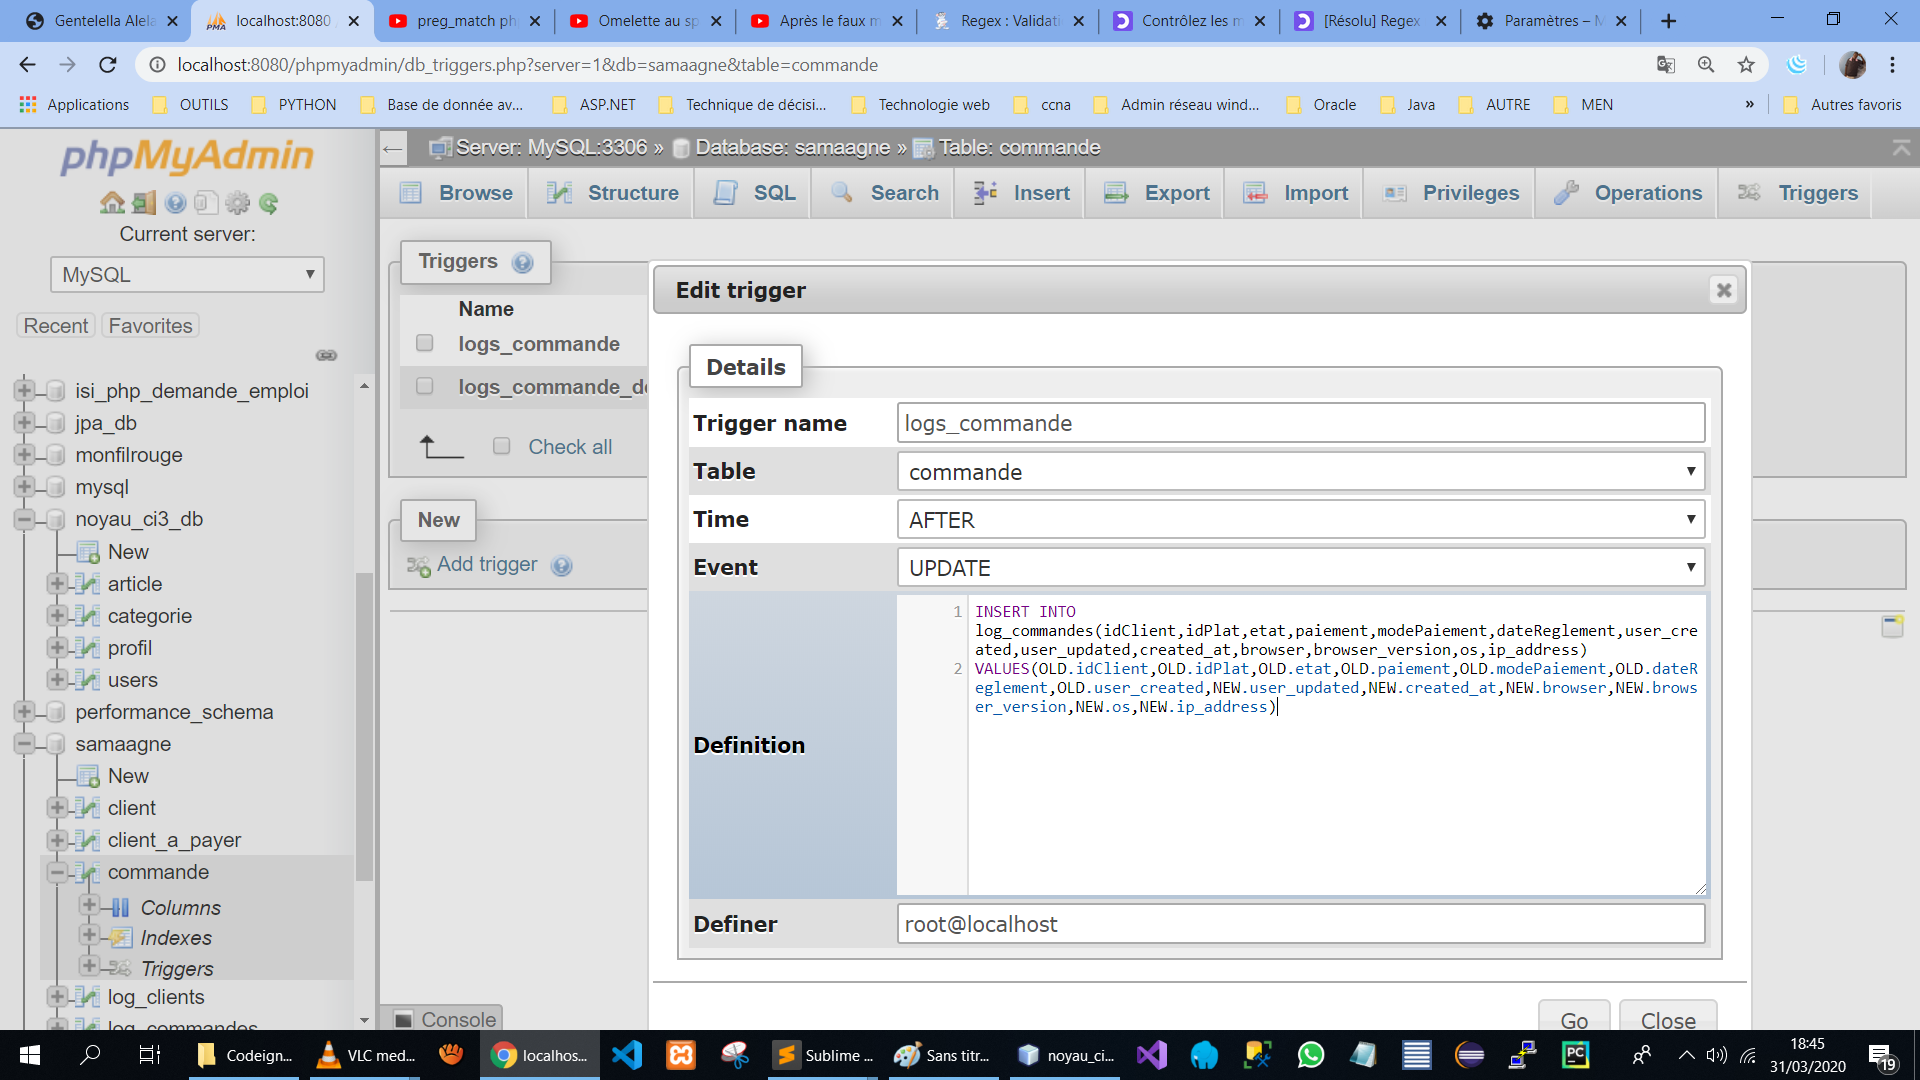 Gentelella Alela
localhost:8080
preg_match ph
Omelette au sp
Après le faux m
Regex : Validati
Contrôlez les m
[Résolu] Regex
Paramètres – M
localhost:8080/phpmyadmin/db_triggers.php?server=1&db=samaagne&table=commande
Applications
OUTILS
PYTHON
Base de donnée av...
ASP.NET
Technique de décisi...
Technologie web
ccna
Admin réseau wind...
Oracle
Java
AUTRE
MEN
»
Autres favoris
phpMyAdmin
Current server:
MySQL
Recent
Favorites
isi_php_demande_emploi
jpa_db
monfilrouge
mysql
noyau_ci3_db
New
article
categorie
profil
users
performance_schema
samaagne
New
client
client_a_payer
commande
Columns
Indexes
Triggers
log_clients
log_commandes
Server: MySQL:3306 » Database: samaagne » Table: commande
Browse
Structure
SQL
Search
Insert
Export
Import
Privileges
Operations
Triggers
Triggers
Name
logs_commande
logs_commande_de
Check all
New
Add trigger
Console
Edit trigger
Details
Trigger name
logs_commande
Table
commande
Time
AFTER
Event
UPDATE
Definition
1 INSERT INTO
log_commandes(idClient,idPlat,etat,paiement,modePaiement,dateReglement,user_cre
ated,user_updated,created_at,browser,browser_version,os,ip_address)
2 VALUES(OLD.idClient,OLD.idPlat,OLD.etat,OLD.paiement,OLD.modePaiement,OLD.dateR
eglement,OLD.user_created,NEW.user_updated,NEW.created_at,NEW.browser,NEW.brows
er_version,NEW.os,NEW.ip_address)
Definer
root@localhost
Go
Close
Codeign...
VLC med...
localhos...
Sublime ...
Sans titr...
noyau_ci...
18:45
31/03/2020
19